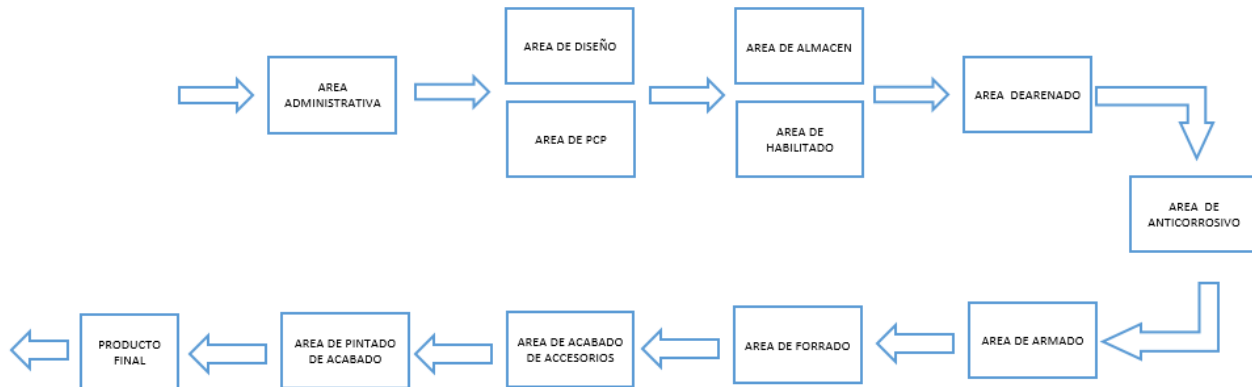 AREA
ADMINISTRATIVA
AREA DE DISEÑO
AREA DE PCP
AREA DE ALMACEN
AREA DE
HABILITADO
AREA DEARENADO
AREA DE
ANTICORROSIVO
AREA DE ARMADO
AREA DE FORRADO
AREA DE ACABADO
DE ACCESORIOS
AREA DE PINTADO
DE ACABADO
PRODUCTO
FINAL